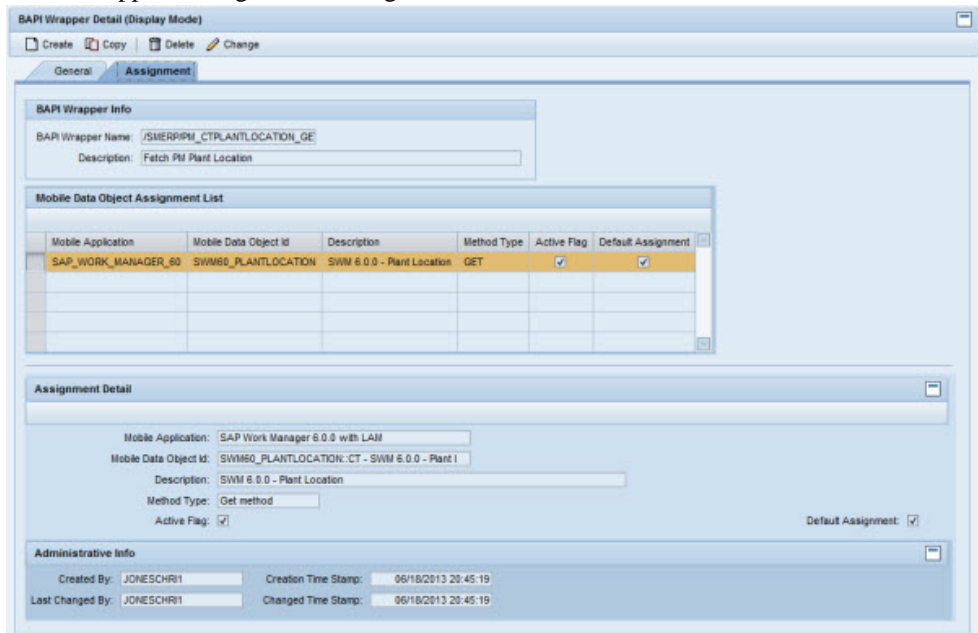 BAPI Wrapper Detail (Display Mode)
Create Copy Delete Change
General Assignment
BAPI Wrapper Info
BAPI Wrapper Name: /SMERP/PM_CTPLANTLOCATION_GE
Description: Fetch PM Plant Location
Mobile Data Object Assignment List
Mobile Application Mobile Data Object Id Description Method Type Active Flag Default Assignment
SAP_WORK_MANAGER_60 SWM60_PLANTLOCATION SWM 6.0.0 - Plant Location GET
Assignment Detail
Mobile Application: SAP Work Manager 6.0.0 with LAM
Mobile Data Object Id: SWM60_PLANTLOCATION::CT - SWM 6.0.0 - Plant l
Description: SWM 6.0.0 - Plant Location
Method Type: Get method
Active Flag: Default Assignment:
Administrative Info
Created By: JONESCHRI1 Creation Time Stamp: 06/18/2013 20:45:19
Last Changed By: JONESCHRI1 Changed Time Stamp: 06/18/2013 20:45:19